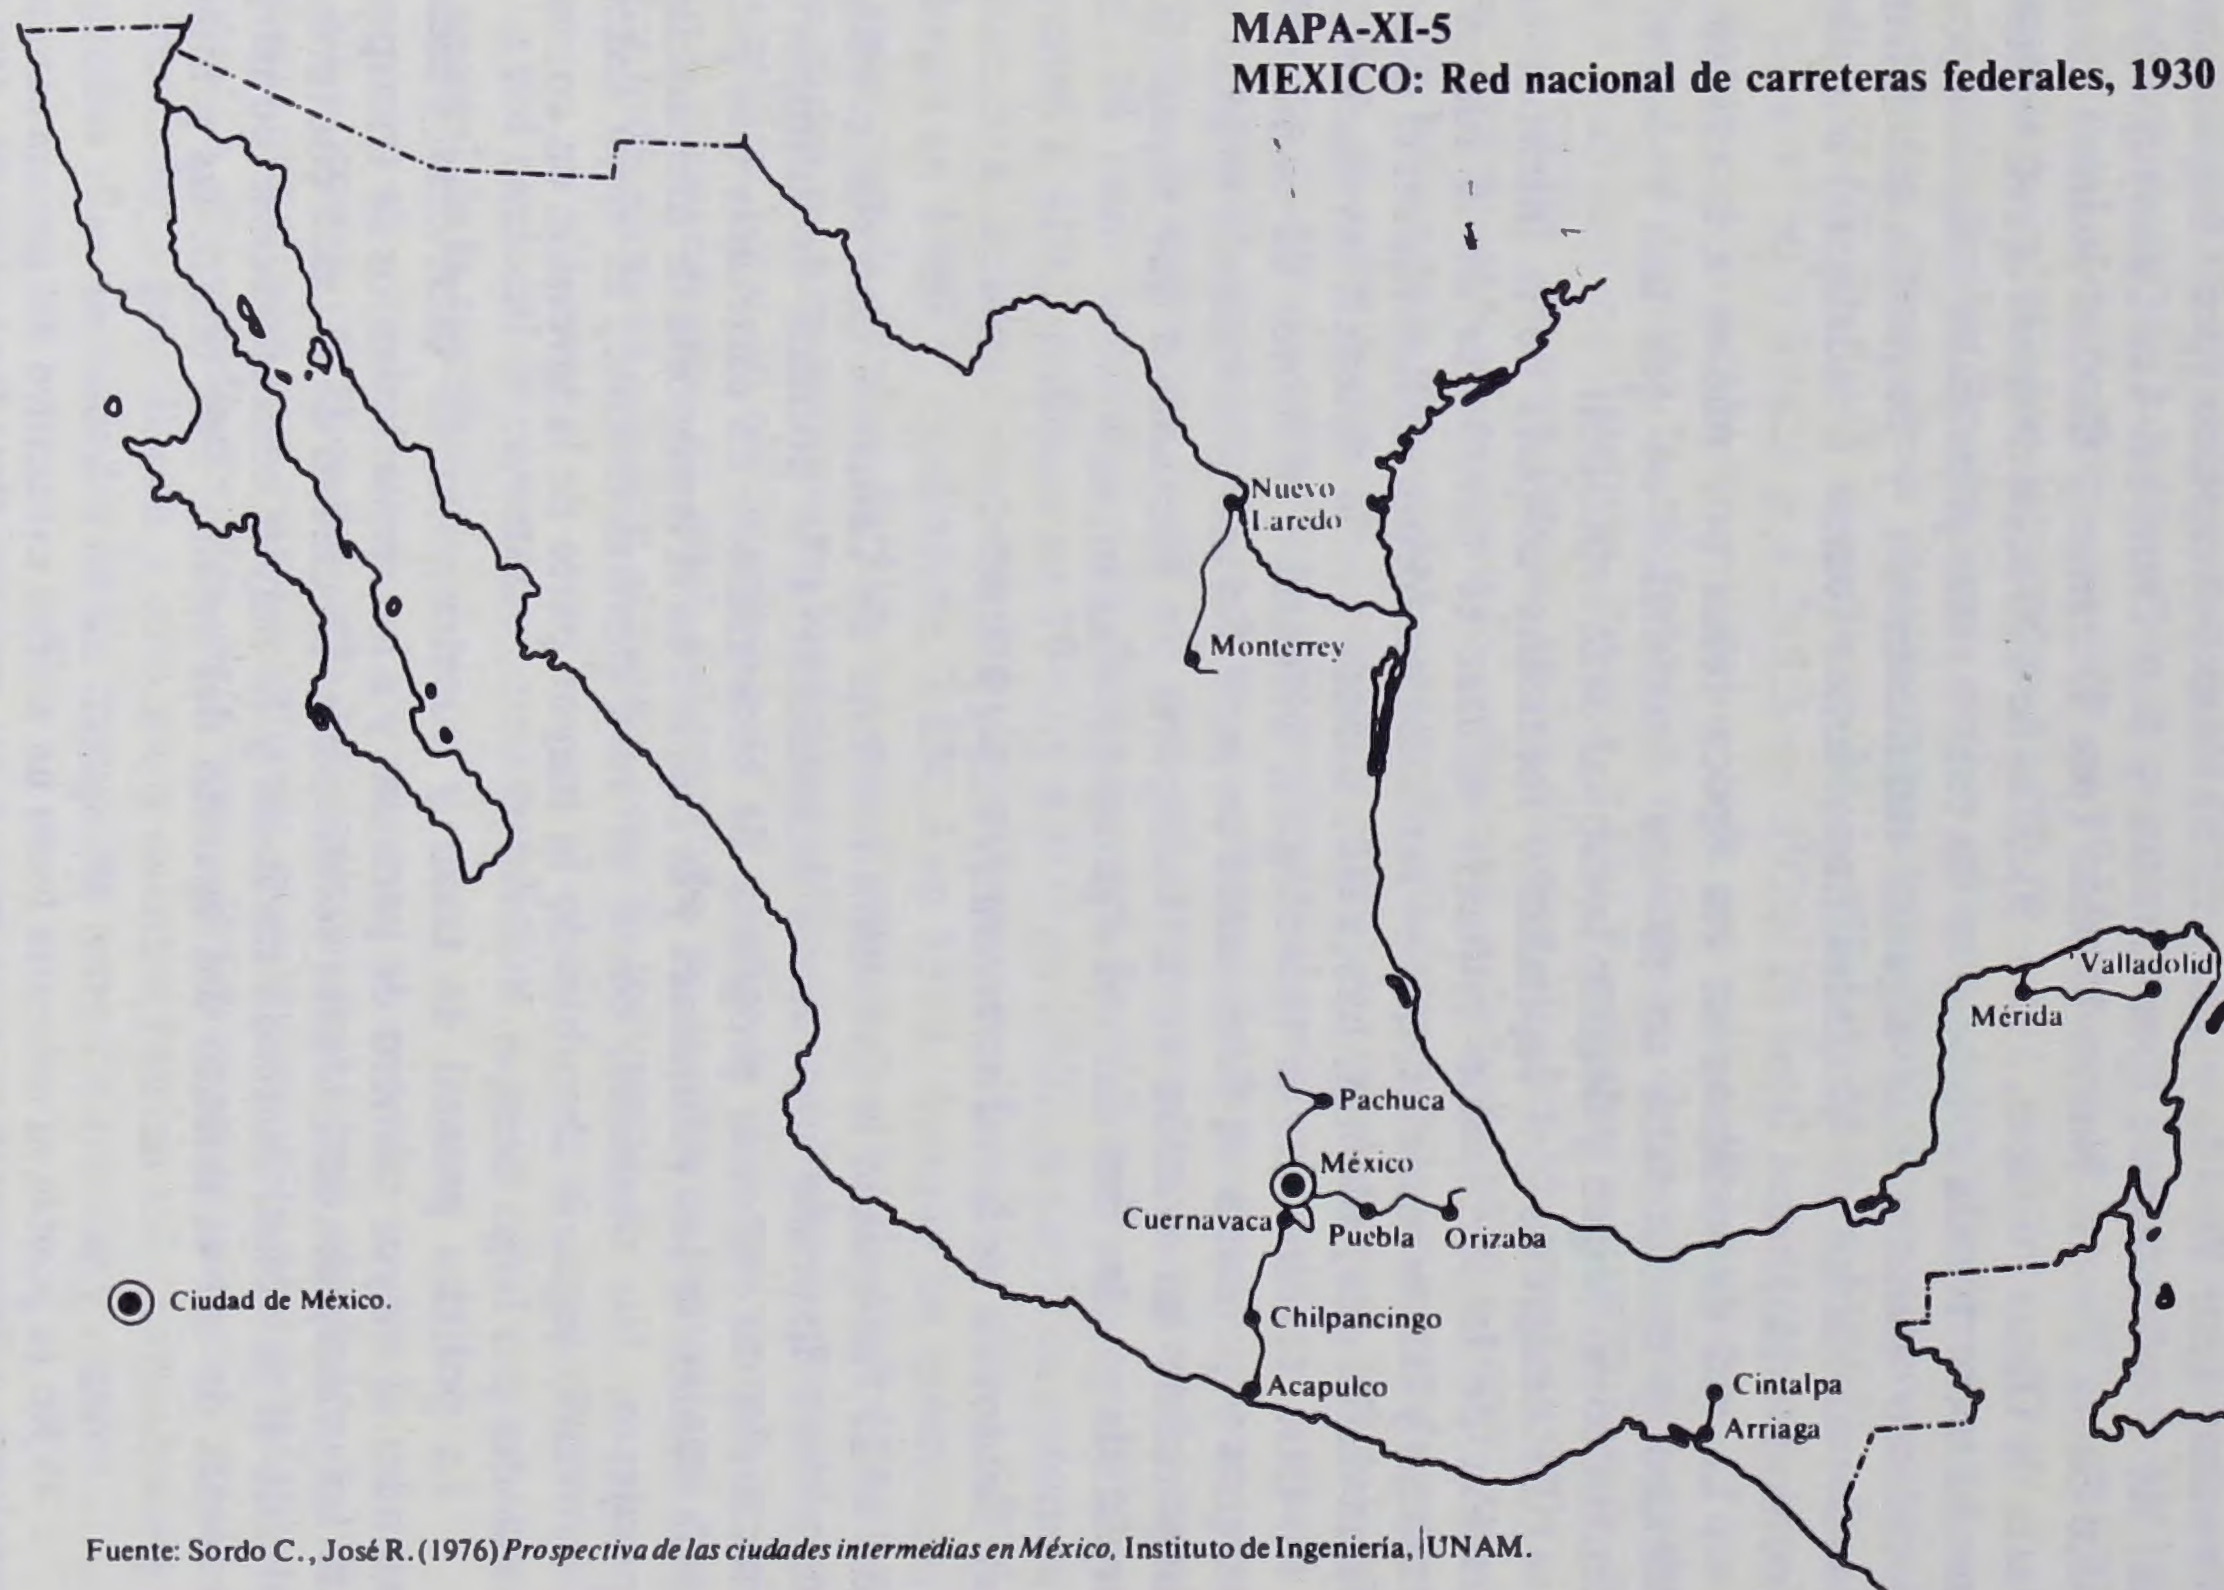 MAPA-XI-5
MEXICO: Red nacional de carreteras federales, 1930
Nuevo
Laredo
Monterrey
Valladolid
Mérida
Pachuca
México
Cuernavaca
Puebla
Orizaba
Chilpancingo
Acapulco
Cintalpa
Arriaga
Ciudad de México.
Fuente: Sordo C., José R. (1976) Prospectiva de las ciudades intermedias en México, Instituto de Ingeniería, UNAM.